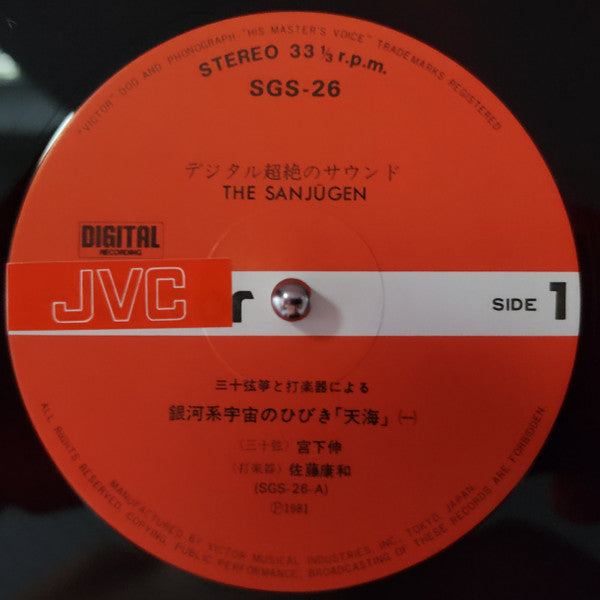 "VICTOR" DOG AND PHONOGRAPH "HIS MASTER'S VOICE" TRADEMARKS REGISTERED
STEREO 33 1/3 r.p.m.
SGS-26
デジタル超絶のサウンド
THE SANJŪGEN
DIGITAL
RECORDING
JVC
r
SIDE 1
三十弦箏と打楽器による
銀河系宇宙のひびき「天海」㈠
(三十弦) 宮下伸
(打楽器) 佐藤康和
(SGS-26-A)
Ⓟ1981
ALL RIGHTS RESERVED. COPYING, PUBLIC PERFORMANCE, BROADCASTING OF THESE RECORDS ARE FORBIDDEN.
MANUFACTURED BY VICTOR MUSICAL INDUSTRIES, INC., TOKYO, JAPAN.